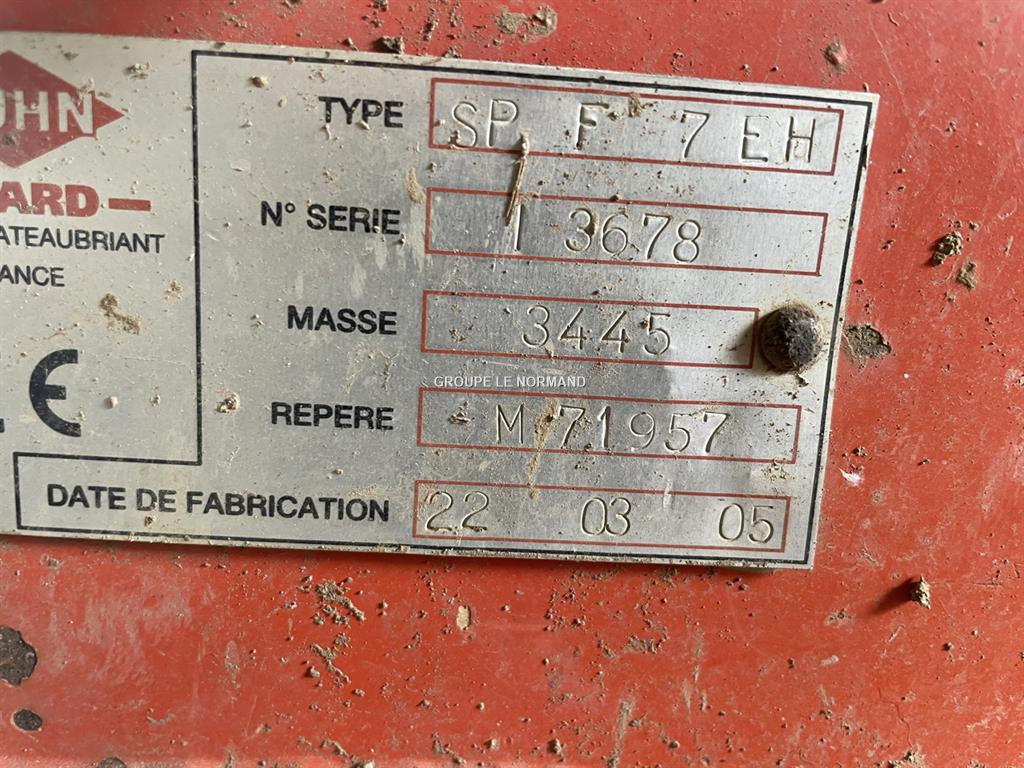 UHN
ARD
ATEAUBRIANT
ANCE
CE
TYPE SP F 7 EH
N° SERIE I 3678
MASSE 3445
GROUPE LE NORMAND
REPERE - M 71957
DATE DE FABRICATION 22 03 05